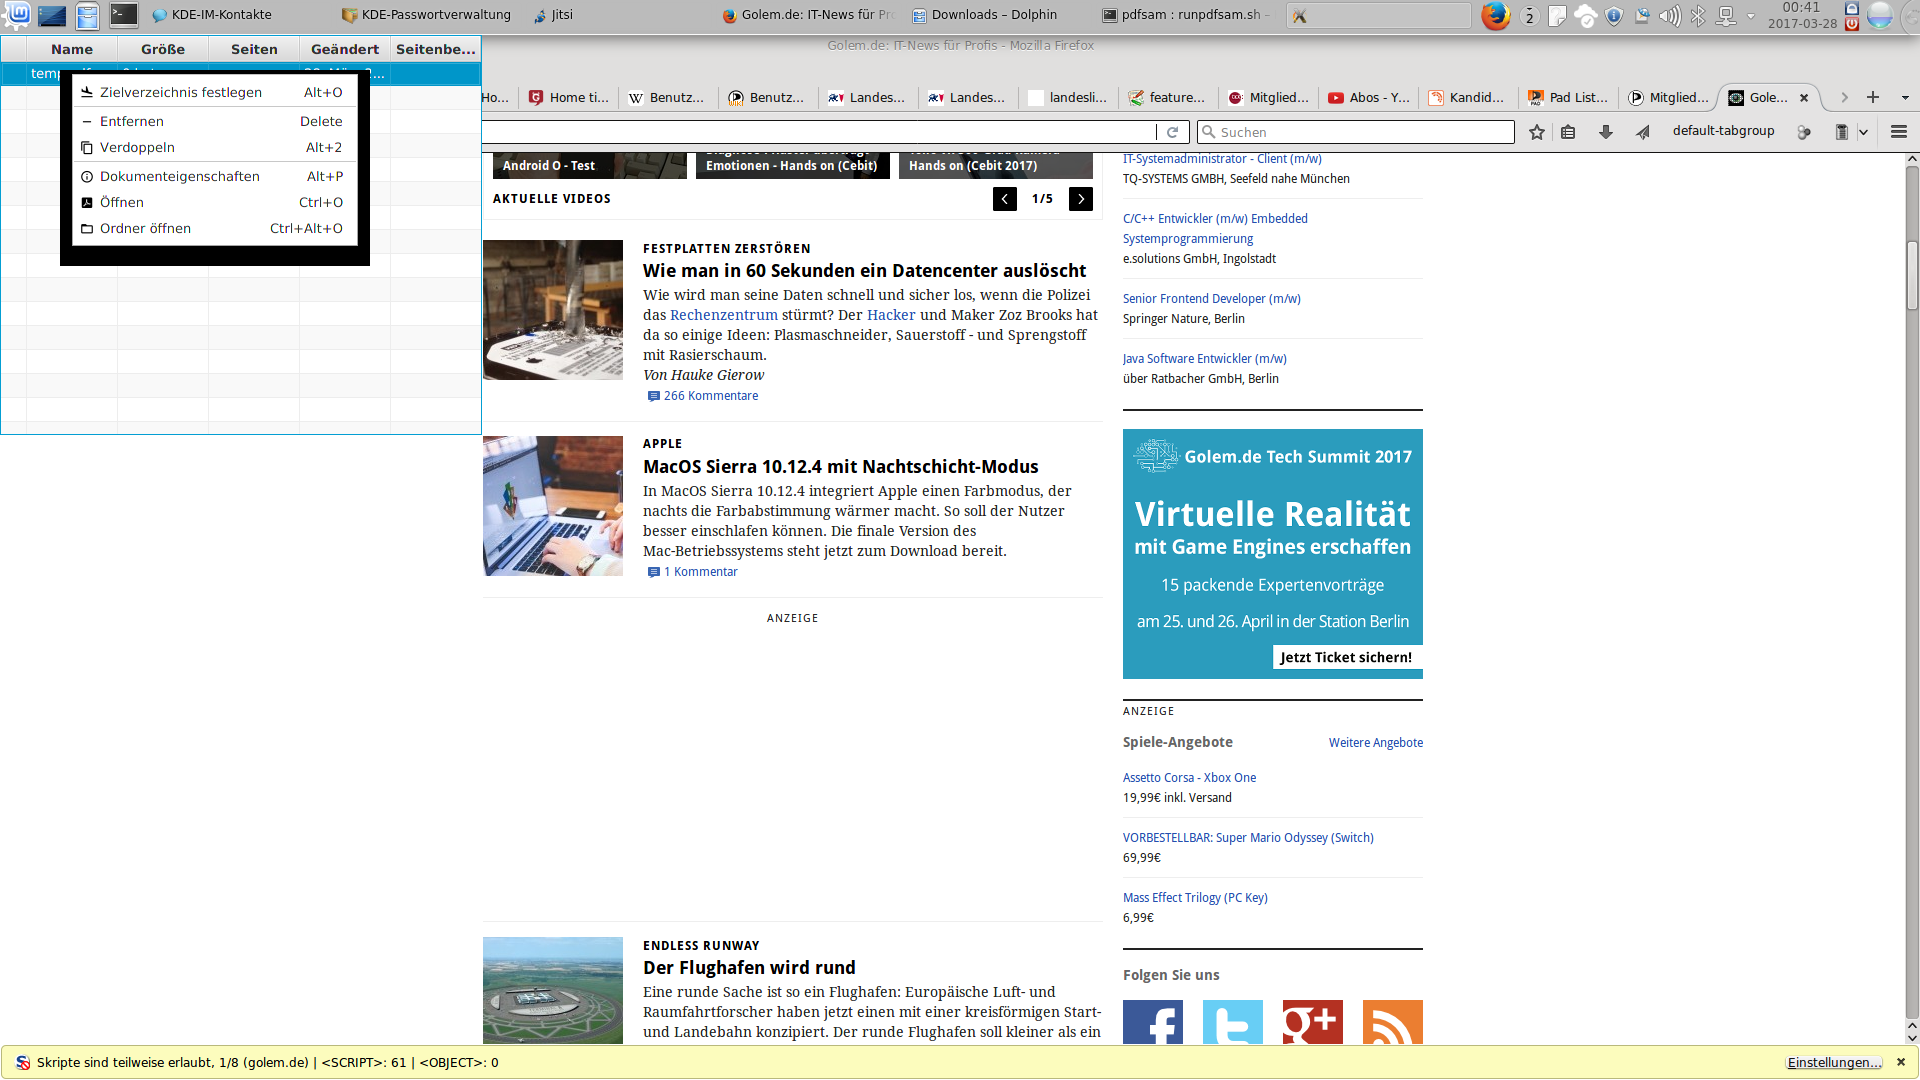 KDE-IM-Kontakte
KDE-Passwortverwaltung
Jitsi
Golem.de: IT-News für Pro
Downloads – Dolphin
pdfsam : runpdfsam.sh –
2
00:41
2017-03-28
Golem.de: IT-News für Profis - Mozilla Firefox
Name Größe Seiten Geändert Seitenbe...
Zielverzeichnis festlegen Alt+O
Entfernen Delete
Verdoppeln Alt+2
Dokumenteigenschaften Alt+P
Öffnen Ctrl+O
Ordner öffnen Ctrl+Alt+O
Ho... Home ti... Benutz... Benutz... Landes... Landes... landesli... feature... Mitglied... Abos - Y... Kandid... Pad List... Mitglied... Gole...
Suchen
default-tabgroup
Android O - Test
Emotionen - Hands on (Cebit)
Hands on (Cebit 2017)
AKTUELLE VIDEOS
1/5
FESTPLATTEN ZERSTÖREN
Wie man in 60 Sekunden ein Datencenter auslöscht
Wie wird man seine Daten schnell und sicher los, wenn die Polizei
das Rechenzentrum stürmt? Der Hacker und Maker Zoz Brooks hat
da so einige Ideen: Plasmaschneider, Sauerstoff - und Sprengstoff
mit Rasierschaum.
Von Hauke Gierow
266 Kommentare
APPLE
MacOS Sierra 10.12.4 mit Nachtschicht-Modus
In MacOS Sierra 10.12.4 integriert Apple einen Farbmodus, der
nachts die Farbabstimmung wärmer macht. So soll der Nutzer
besser einschlafen können. Die finale Version des
Mac-Betriebssystems steht jetzt zum Download bereit.
1 Kommentar
ANZEIGE
ENDLESS RUNWAY
Der Flughafen wird rund
Eine runde Sache ist so ein Flughafen: Europäische Luft- und
Raumfahrtforscher haben jetzt einen mit einer kreisförmigen Start-
und Landebahn konzipiert. Der runde Flughafen soll kleiner als ein
IT-Systemadministrator - Client (m/w)
TQ-SYSTEMS GMBH, Seefeld nahe München
C/C++ Entwickler (m/w) Embedded
Systemprogrammierung
e.solutions GmbH, Ingolstadt
Senior Frontend Developer (m/w)
Springer Nature, Berlin
Java Software Entwickler (m/w)
über Ratbacher GmbH, Berlin
Golem.de Tech Summit 2017
Virtuelle Realität
mit Game Engines erschaffen
15 packende Expertenvorträge
am 25. und 26. April in der Station Berlin
Jetzt Ticket sichern!
ANZEIGE
Spiele-Angebote
Weitere Angebote
Assetto Corsa - Xbox One
19,99€ inkl. Versand
VORBESTELLBAR: Super Mario Odyssey (Switch)
69,99€
Mass Effect Trilogy (PC Key)
6,99€
Folgen Sie uns
f
g+
Skripte sind teilweise erlaubt, 1/8 (golem.de) | <SCRIPT>: 61 | <OBJECT>: 0
Einstellungen...